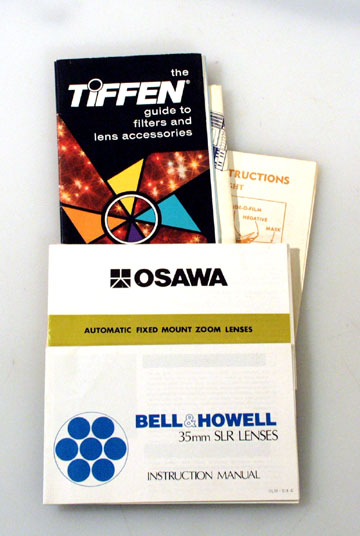 the
TIFFEN®
guide to
filters and
lens accessories
STRUCTIONS
NEGATIVE
MASK
OSAWA
AUTOMATIC FIXED MOUNT ZOOM LENSES
BELL & HOWELL
35mm SLR LENSES
INSTRUCTION MANUAL